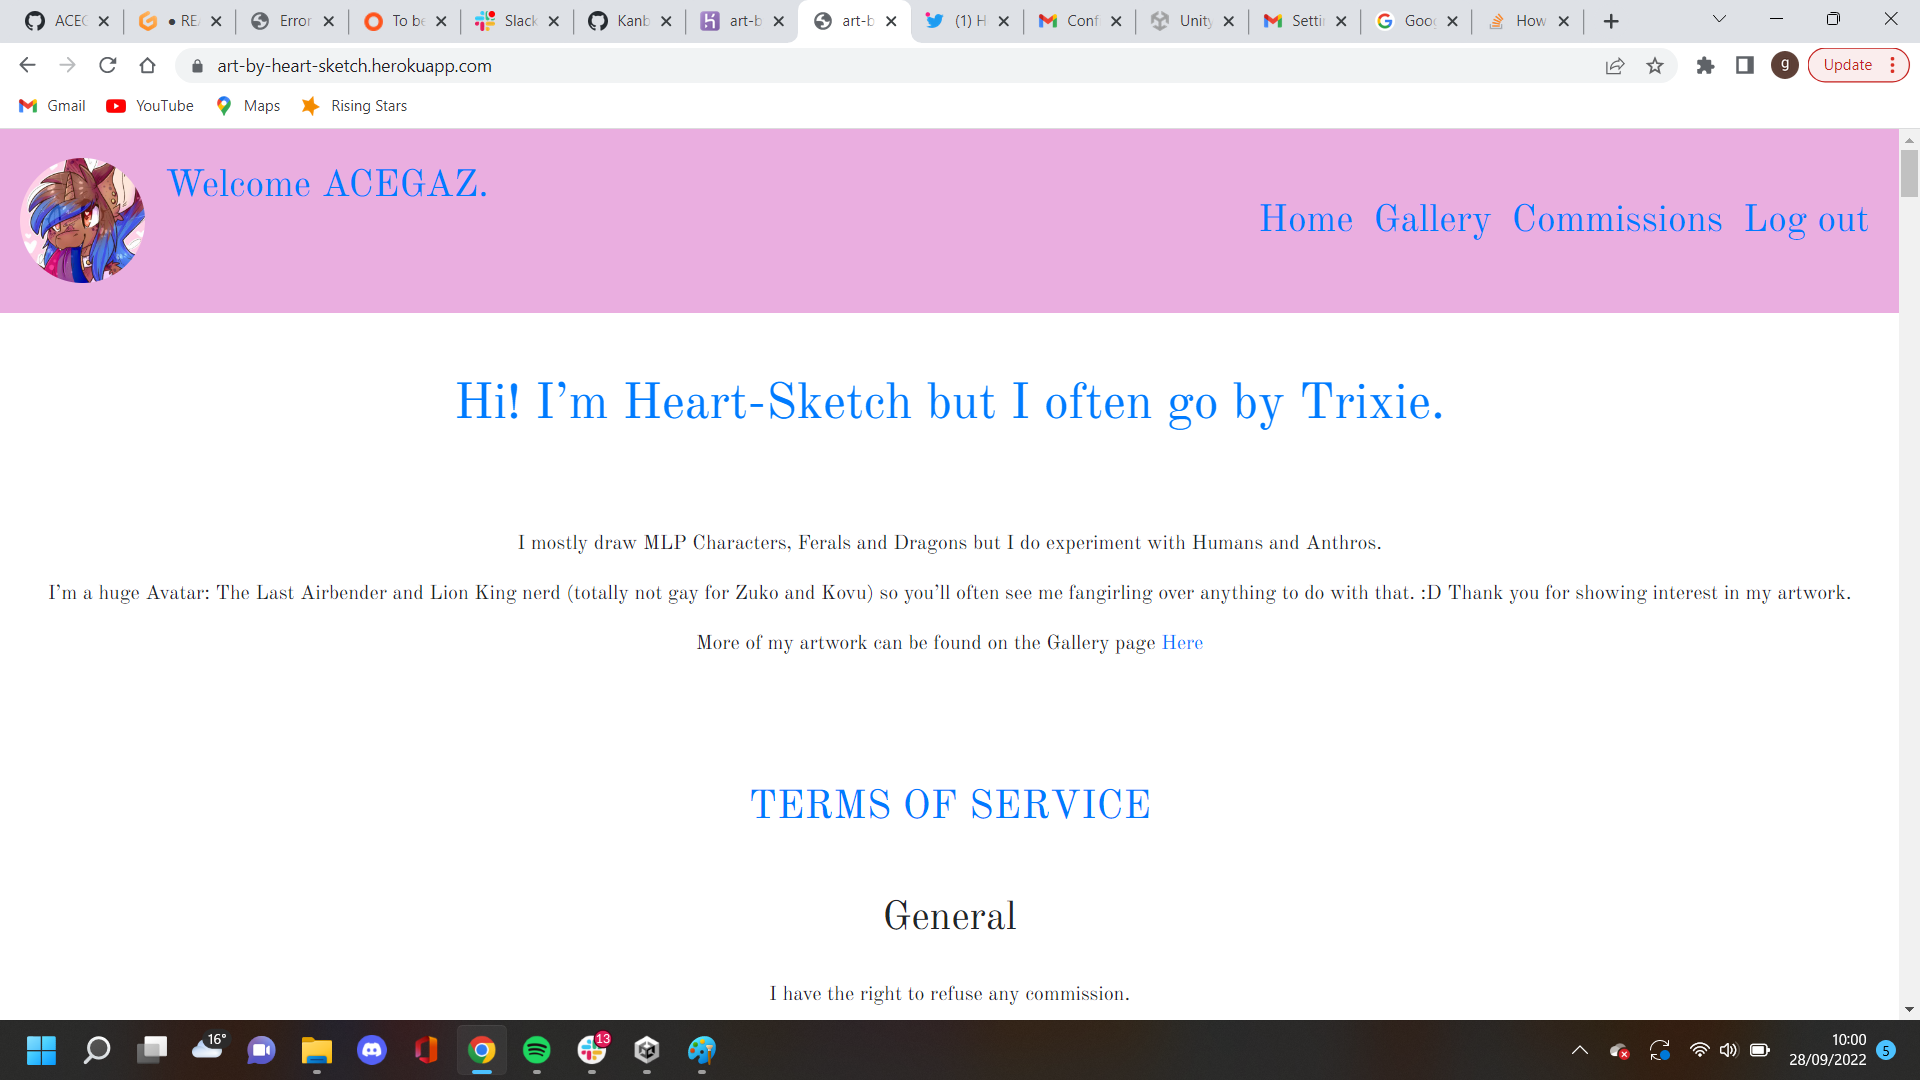 ACEC
REA
Error
To be
Slack
Kanb
art-b
art-b
(1) H
Conf
Unity
Setti
Goog
How
art-by-heart-sketch.herokuapp.com
g
Update
Gmail
YouTube
Maps
Rising Stars
Welcome ACEGAZ.
Home Gallery Commissions Log out
Hi! I’m Heart-Sketch but I often go by Trixie.
I mostly draw MLP Characters, Ferals and Dragons but I do experiment with Humans and Anthros.
I’m a huge Avatar: The Last Airbender and Lion King nerd (totally not gay for Zuko and Kovu) so you’ll often see me fangirling over anything to do with that. :D Thank you for showing interest in my artwork.
More of my artwork can be found on the Gallery page Here
TERMS OF SERVICE
General
I have the right to refuse any commission.
16°
13
10:00
28/09/2022
5